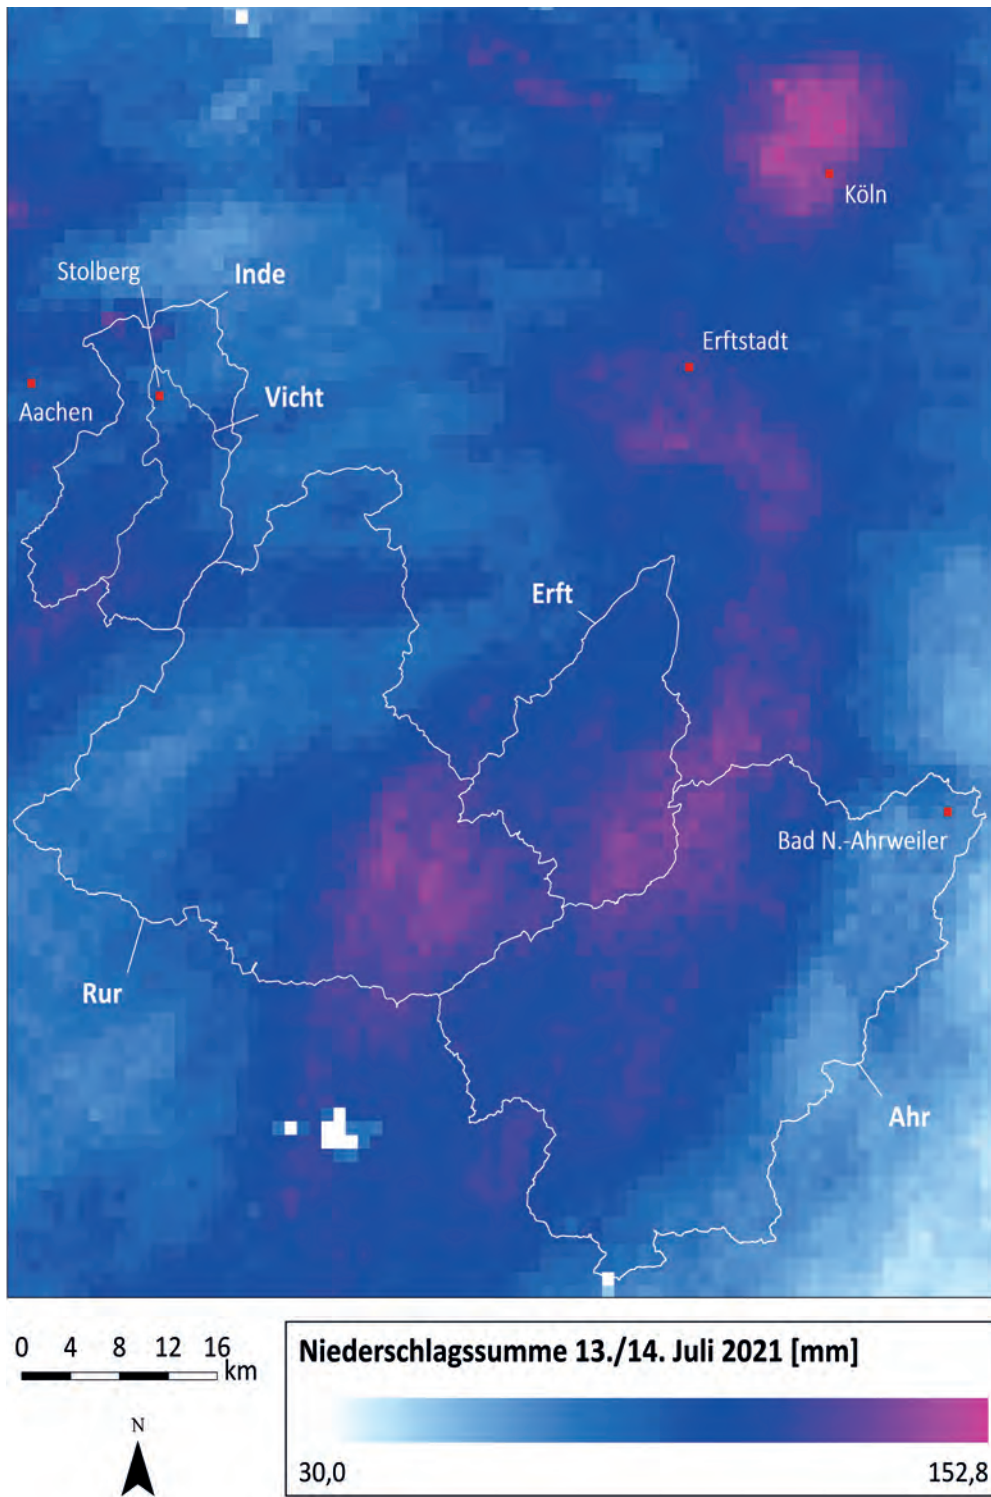 Köln
Stolberg
Inde
Erftstadt
Aachen
Vicht
Erft
Bad N.-Ahrweiler
Rur
Ahr
0 4 8 12 16
km
N
Niederschlagssumme 13./14. Juli 2021 [mm]
30,0 152,8